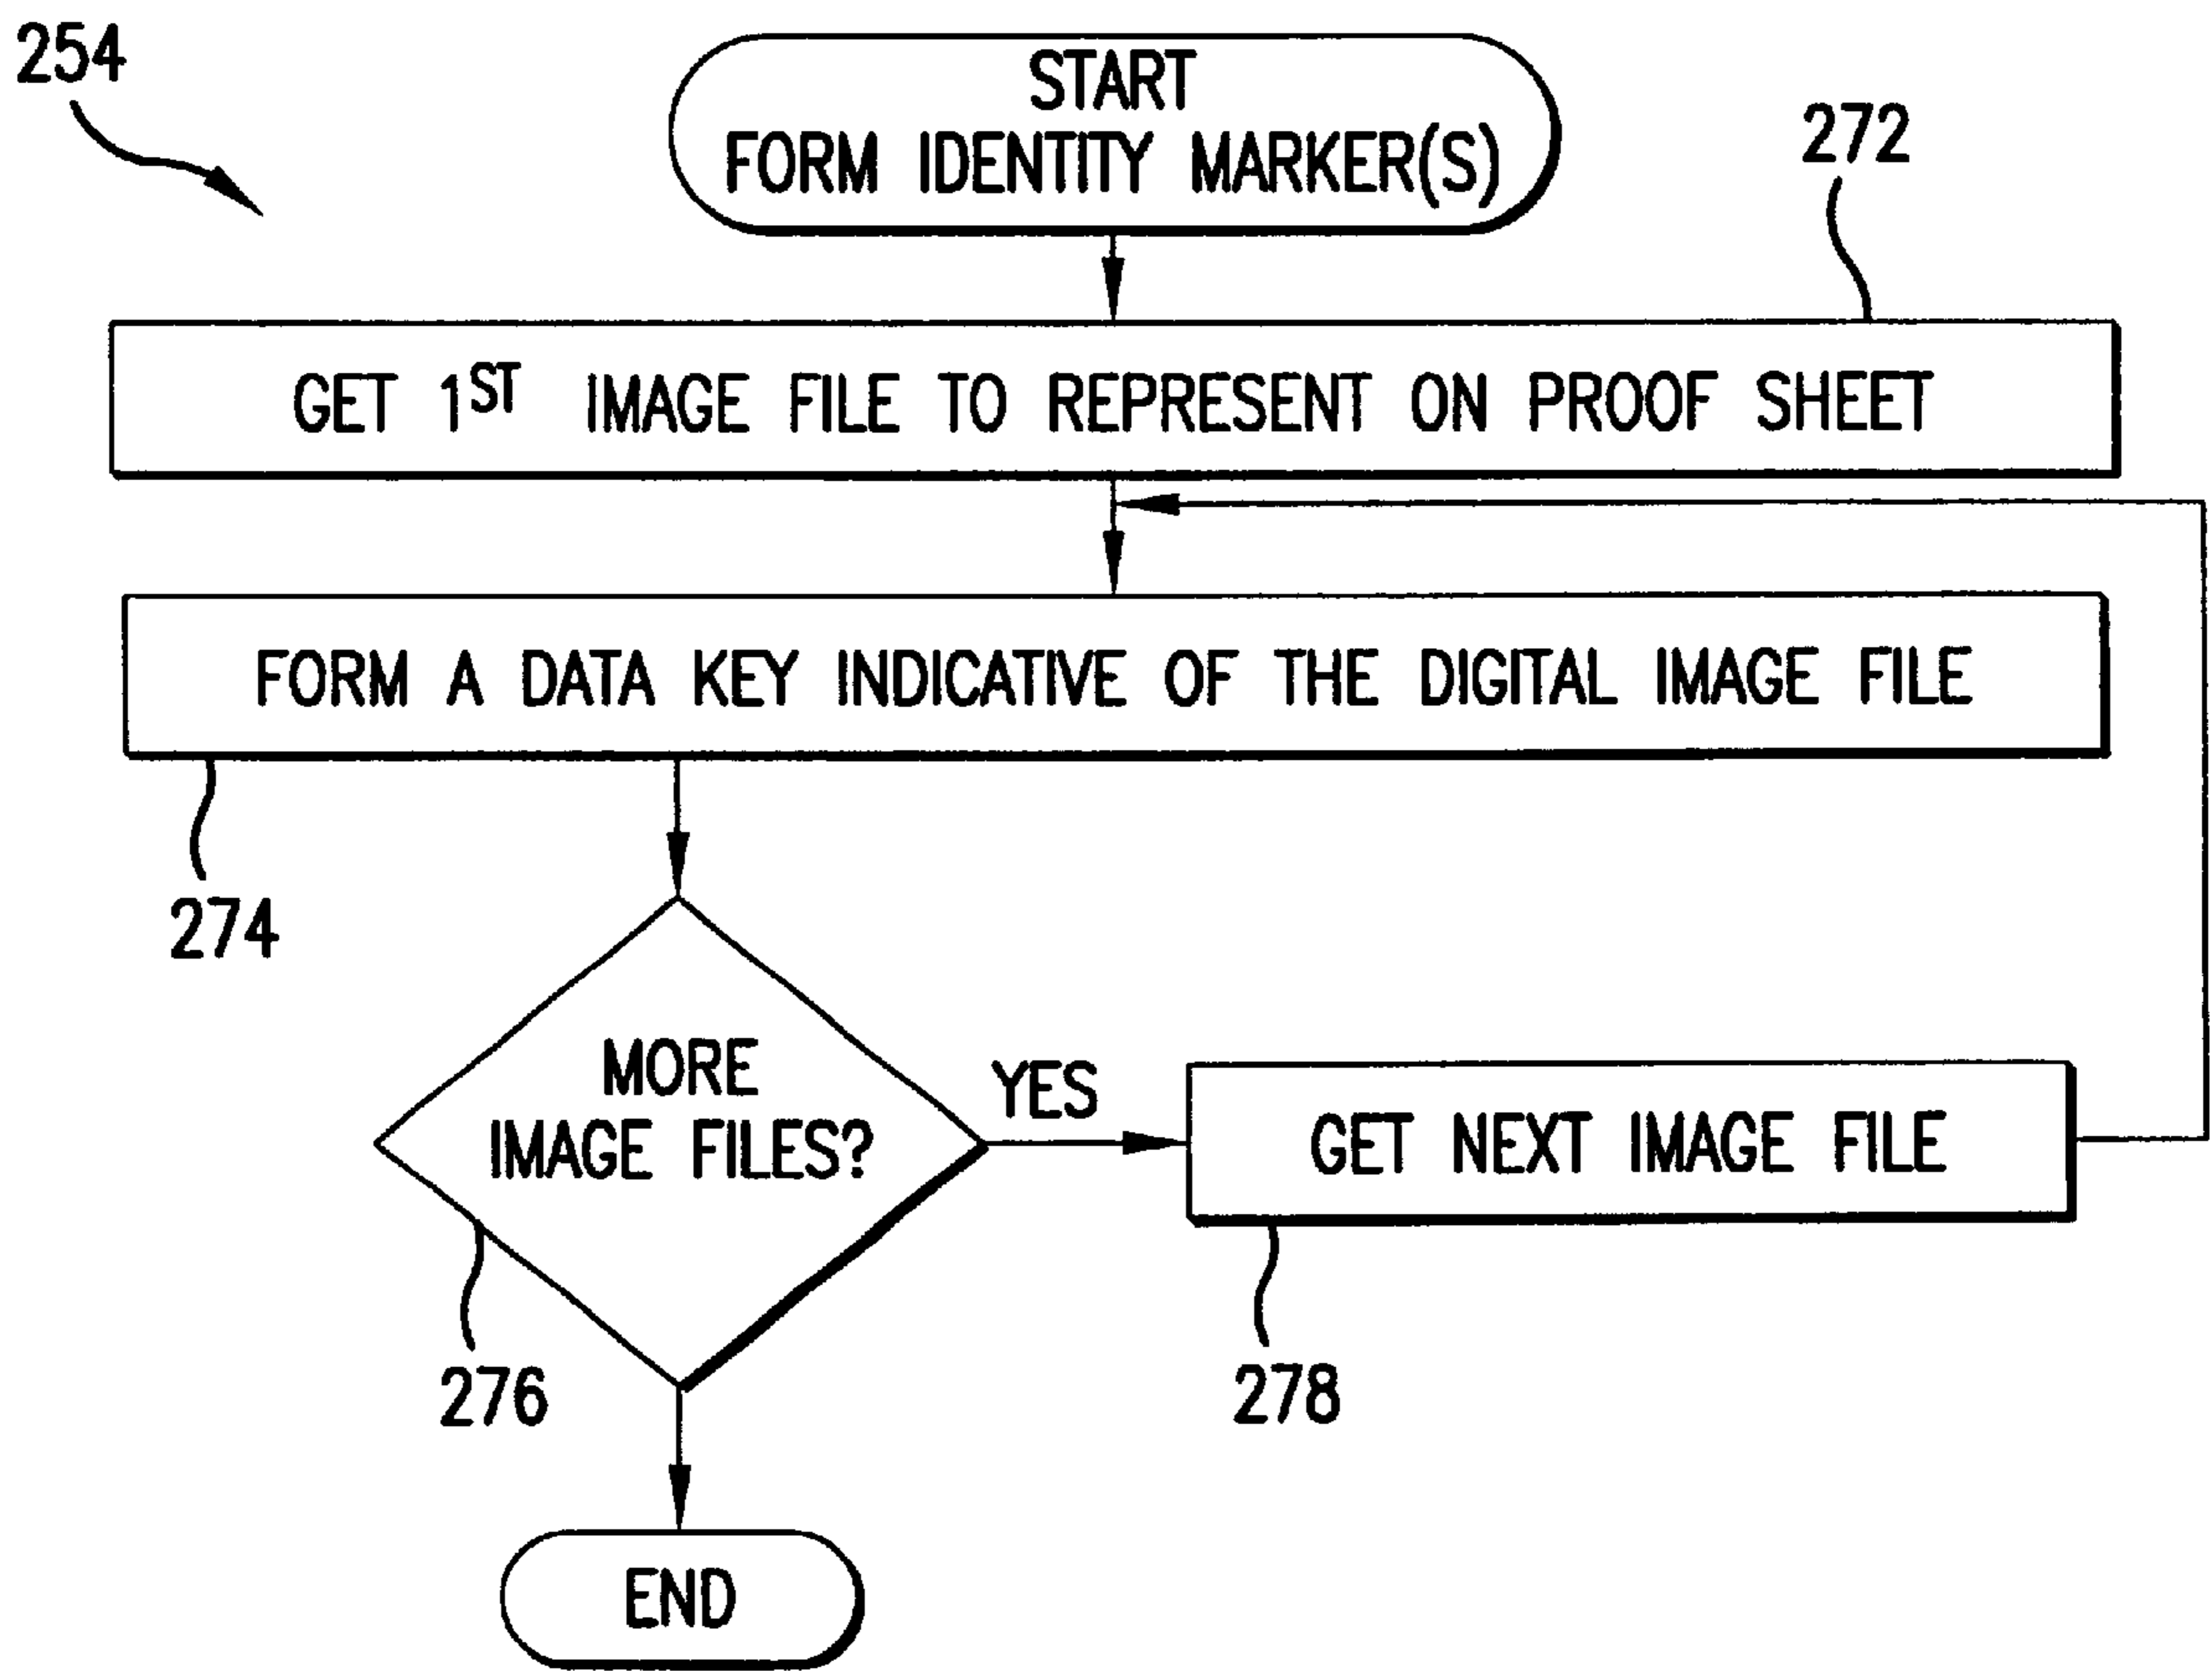 254
START
FORM IDENTITY MARKER(S)
272
GET 1ST IMAGE FILE TO REPRESENT ON PROOF SHEET
FORM A DATA KEY INDICATIVE OF THE DIGITAL IMAGE FILE
274
MORE
IMAGE FILES?
YES
GET NEXT IMAGE FILE
276
278
END